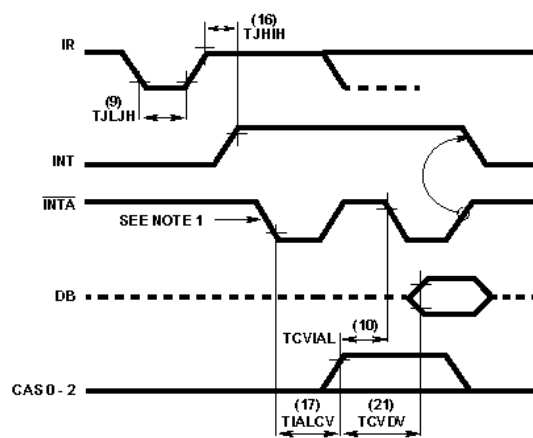 (16)
TJHIH
IR
(9)
TJLJH
INT
INTA
SEE NOTE 1
DB
(10)
TCVIAL
CAS 0 - 2
(17)
TIALCV
(21)
TCVDV